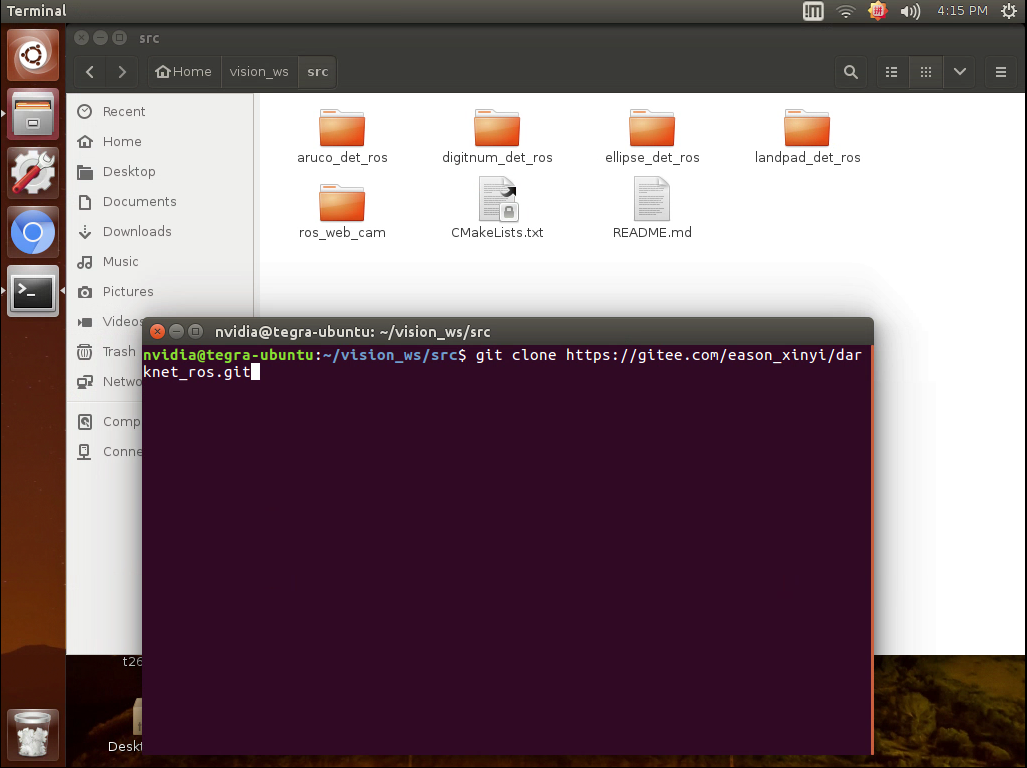 Terminal
4:15 PM
src
Home
vision_ws
src
Recent
Home
Desktop
Documents
Downloads
Music
Pictures
Videos
Trash
Netwo
Comp
Conne
aruco_det_ros
digitnum_det_ros
ellipse_det_ros
landpad_det_ros
ros_web_cam
CMakeLists.txt
README.md
nvidia@tegra-ubuntu: ~/vision_ws/src
nvidia@tegra-ubuntu:~/vision_ws/src$ git clone https://gitee.com/eason_xinyi/dar
knet_ros.git
t26
Deskt